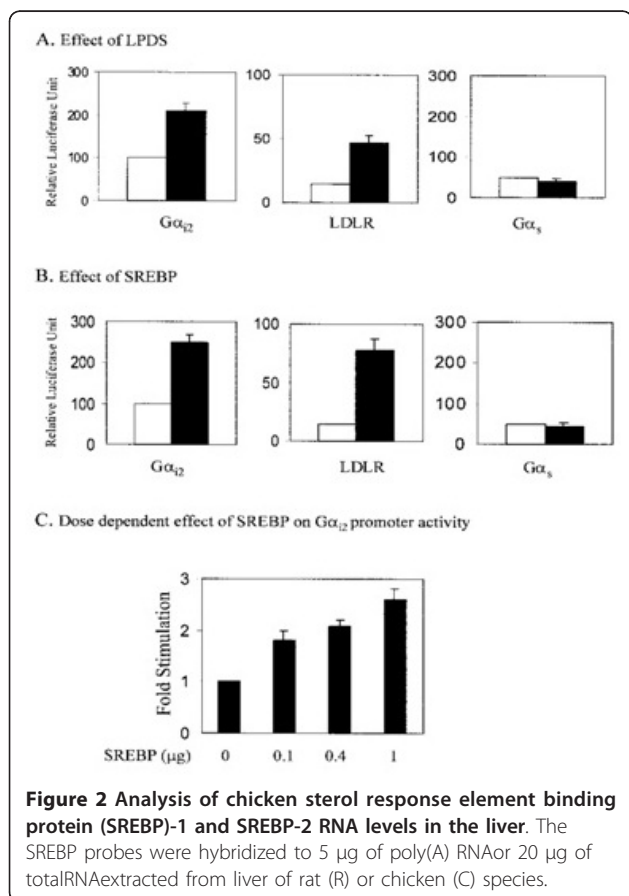 A. Effect of LPDS
Relative Luciferase Unit
300
200
100
0
Gαi2
100
50
0
LDLR
300
200
100
0
Gαs
B. Effect of SREBP
Relative Luciferase Unit
300
200
100
0
Gαi2
100
50
0
LDLR
300
200
100
0
Gαs
C. Dose dependent effect of SREBP on Gαi2 promoter activity
Fold Stimulation
3
2
1
0
SREBP (µg) 0 0.1 0.4 1
Figure 2 Analysis of chicken sterol response element binding
protein (SREBP)-1 and SREBP-2 RNA levels in the liver. The
SREBP probes were hybridized to 5 µg of poly(A) RNAor 20 µg of
totalRNAextracted from liver of rat (R) or chicken (C) species.